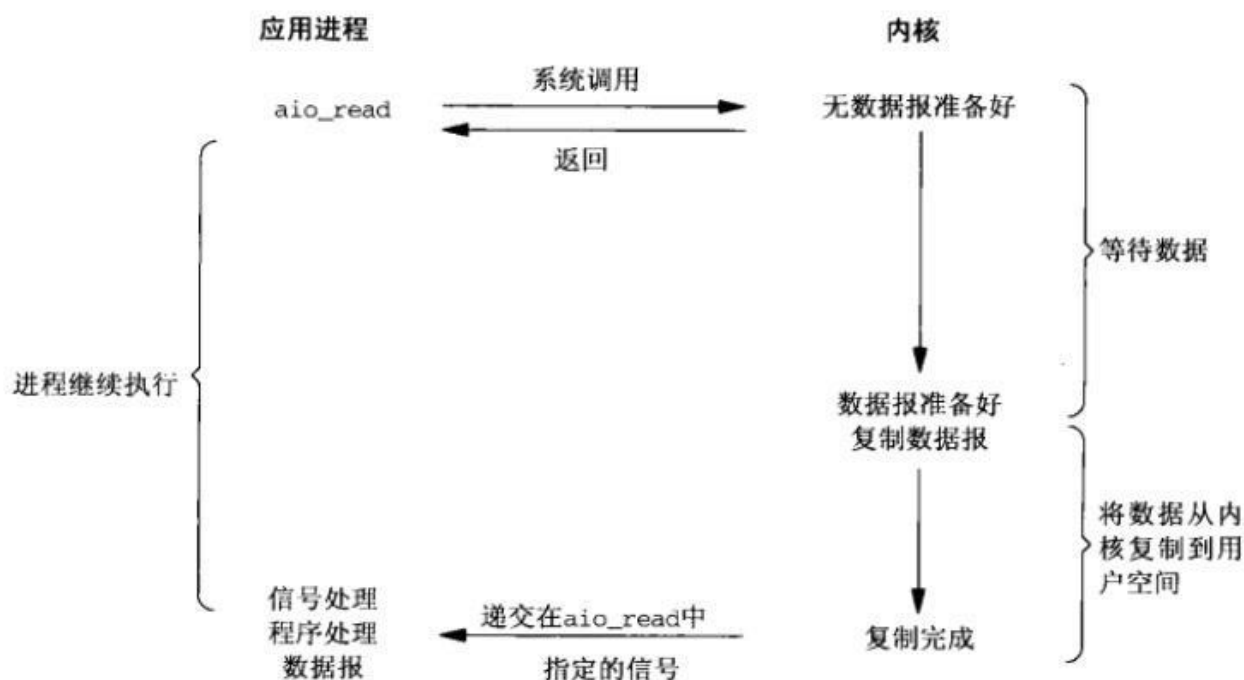 应用进程
内核
系统调用
aio_read
无数据报准备好
返回
等待数据
进程继续执行
数据报准备好
复制数据报
将数据从内
核复制到用
户空间
信号处理
程序处理
数据报
递交在aio_read中
指定的信号
复制完成